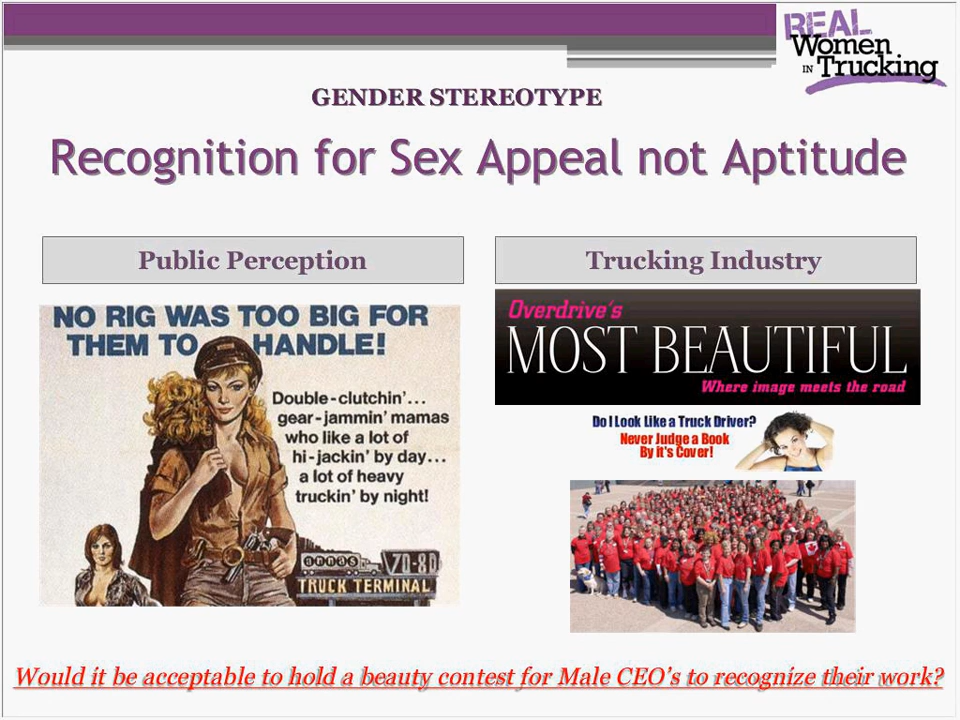 REAL
Women
IN Trucking
GENDER STEREOTYPE
Recognition for Sex Appeal not Aptitude
Public Perception
NO RIG WAS TOO BIG FOR
THEM TO HANDLE!
Double-clutchin'...
gear-jammin' mamas
who like a lot of
hi-jackin' by day...
a lot of heavy
truckin' by night!
annas
70-80
TRUCK TERMINAL
Trucking Industry
Overdrive's
MOST BEAUTIFUL
Where image meets the road
Do I Look Like a Truck Driver?
Never Judge a Book
By it's Cover!
Would it be acceptable to hold a beauty contest for Male CEO's to recognize their work?